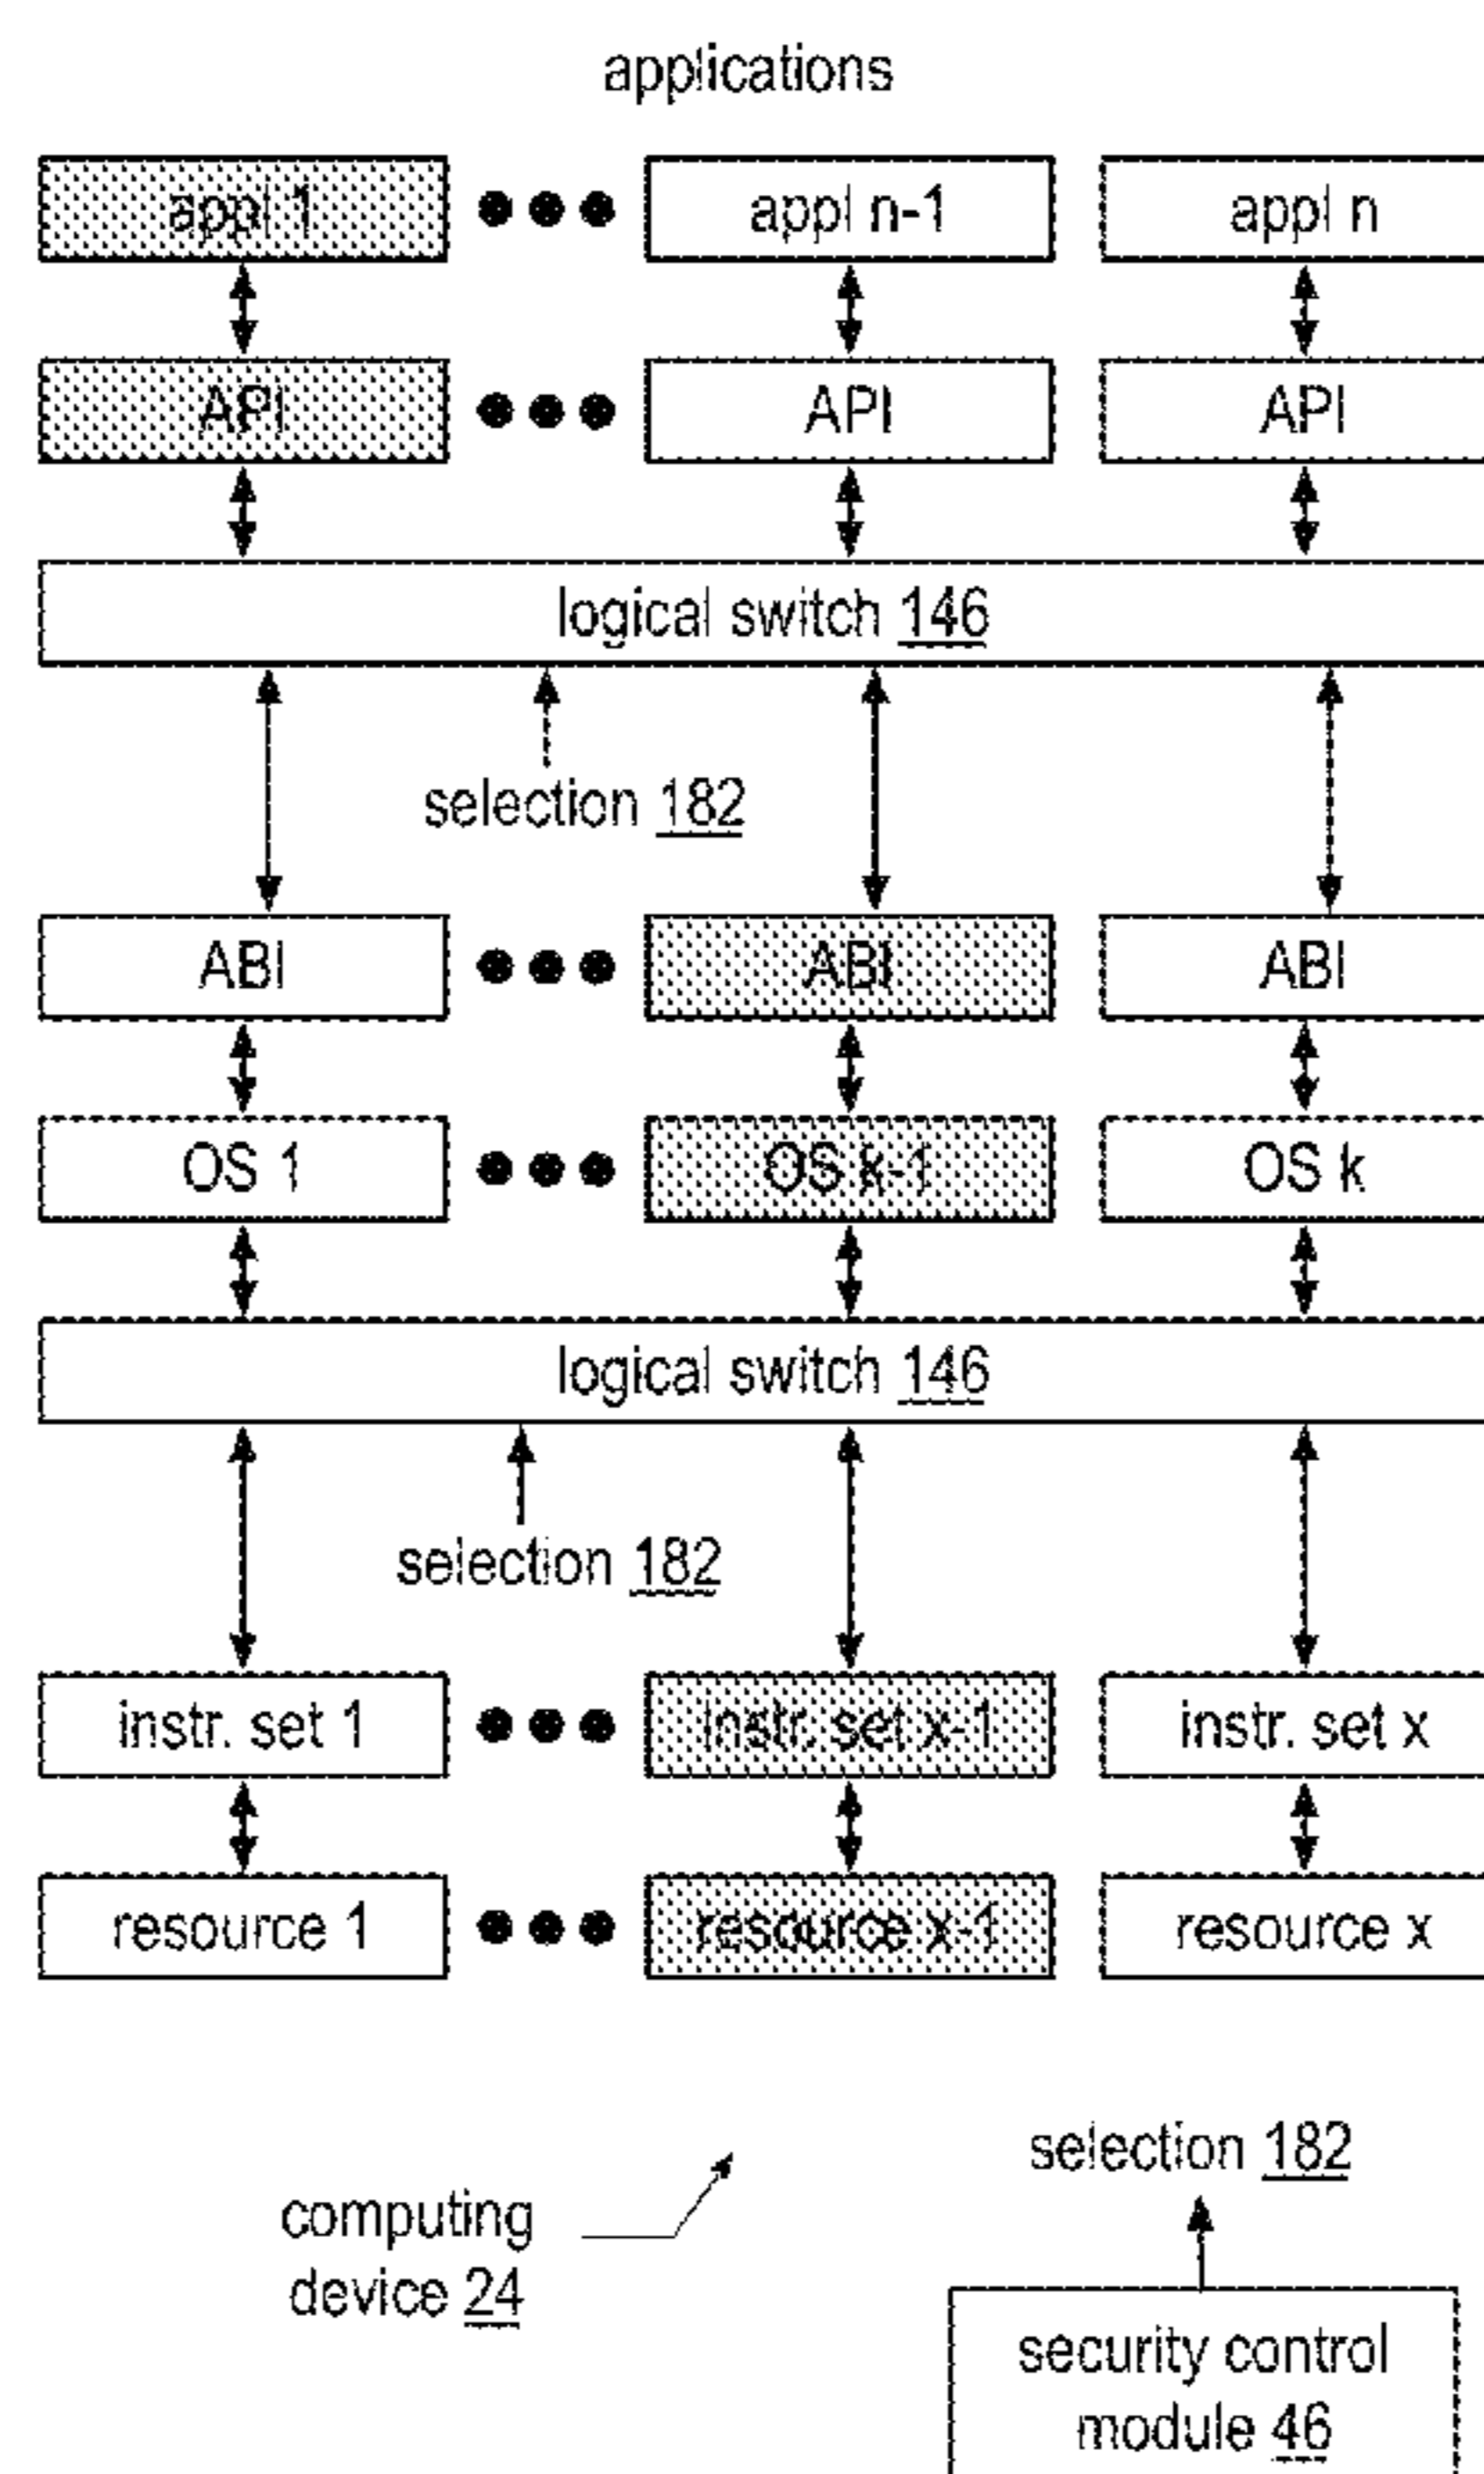 applications
appl 1 appl n-1 appl n
API API API
logical switch 146
selection 182
ABI ABI ABI
OS 1 OS k-1 OS k
logical switch 146
selection 182
instr. set 1 instr. set x-1 instr. set x
resource 1 resource x-1 resource x
selection 182
computing
device 24
security control
module 46